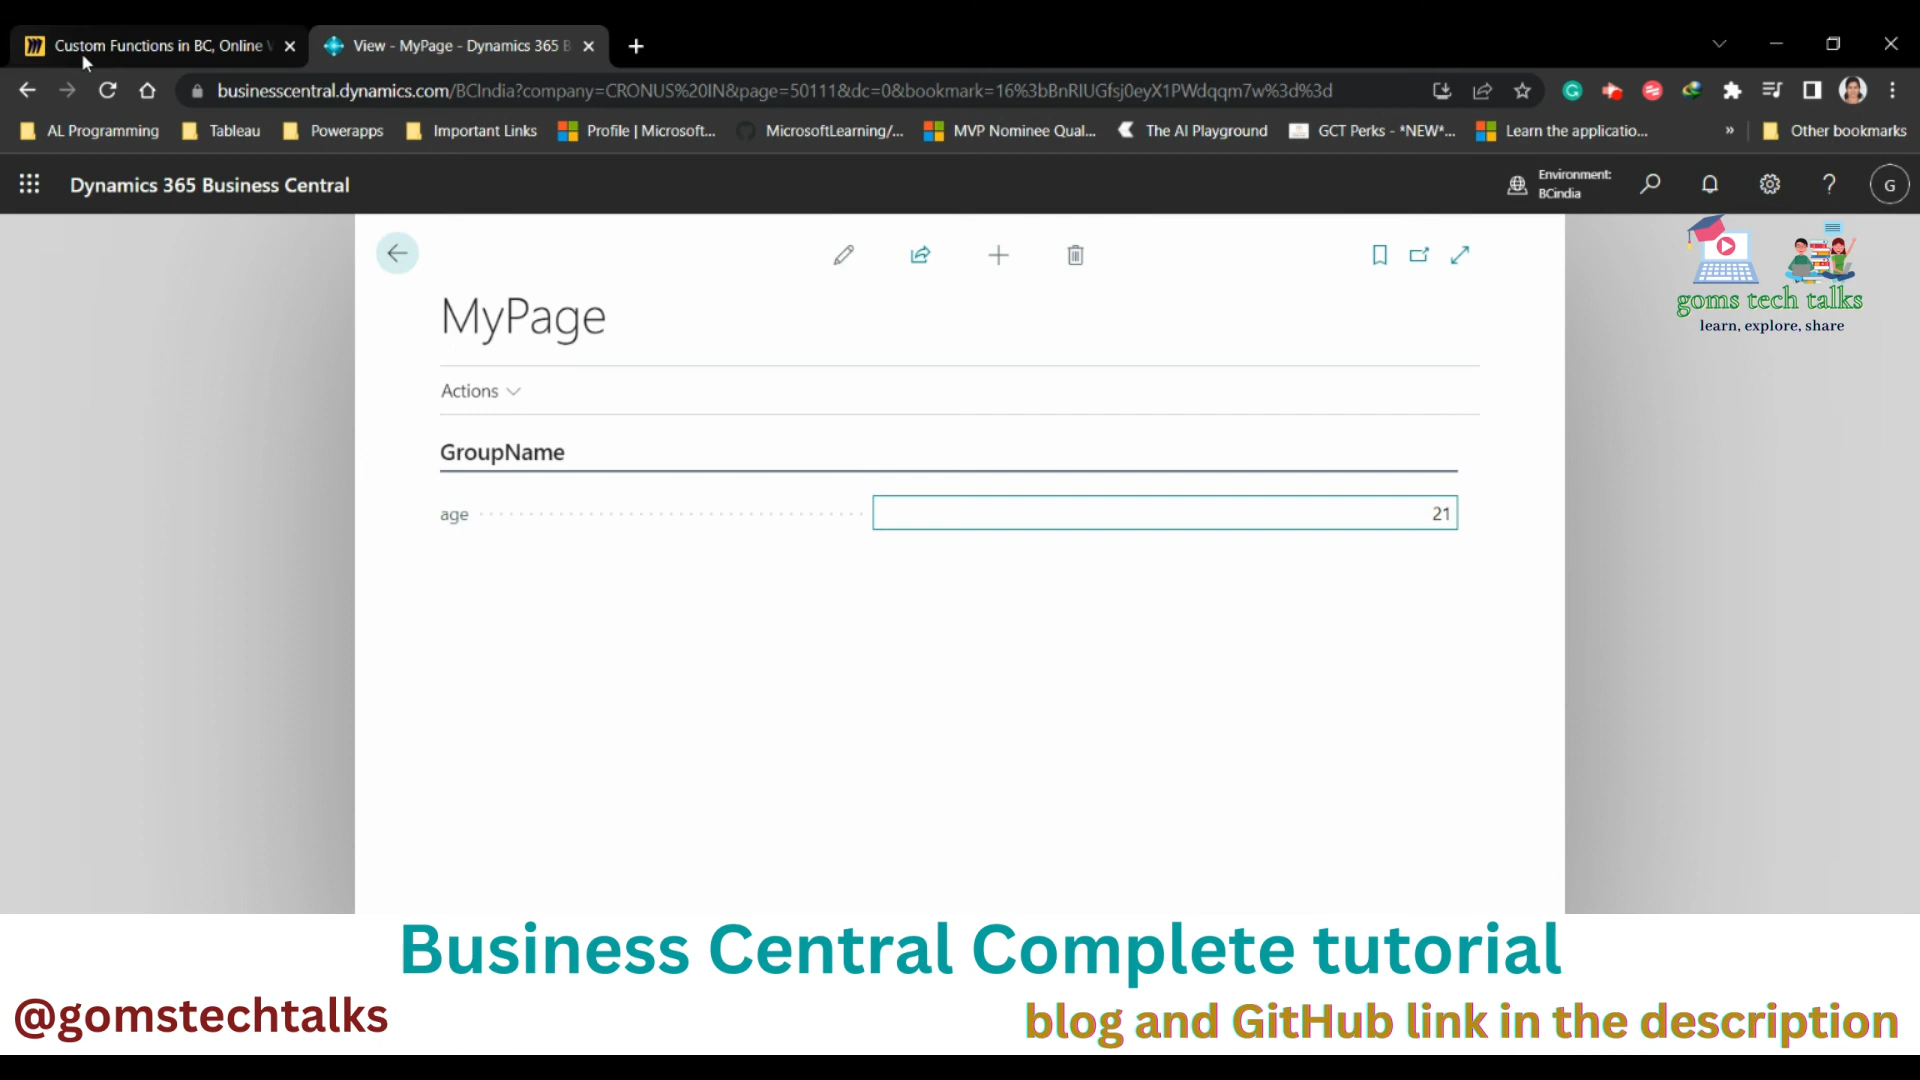 Custom Functions in BC, Online
View - MyPage - Dynamics 365 B
businesscentral.dynamics.com/BCIndia?company=CRONUS%20IN&page=50111&dc=0&bookmark=16%3bBnRIUGfsj0eyX1PWdqqm7w%3d%3d
AL Programming
Tableau
Powerapps
Important Links
Profile | Microsoft...
MicrosoftLearning/...
MVP Nominee Qual...
The AI Playground
GCT Perks - *NEW*...
Learn the applicatio...
»
Other bookmarks
Dynamics 365 Business Central
Environment:
BCindia
?
G
goms tech talks
learn, explore, share
MyPage
Actions
GroupName
age
21
Business Central Complete tutorial
@gomstechtalks
blog and GitHub link in the description